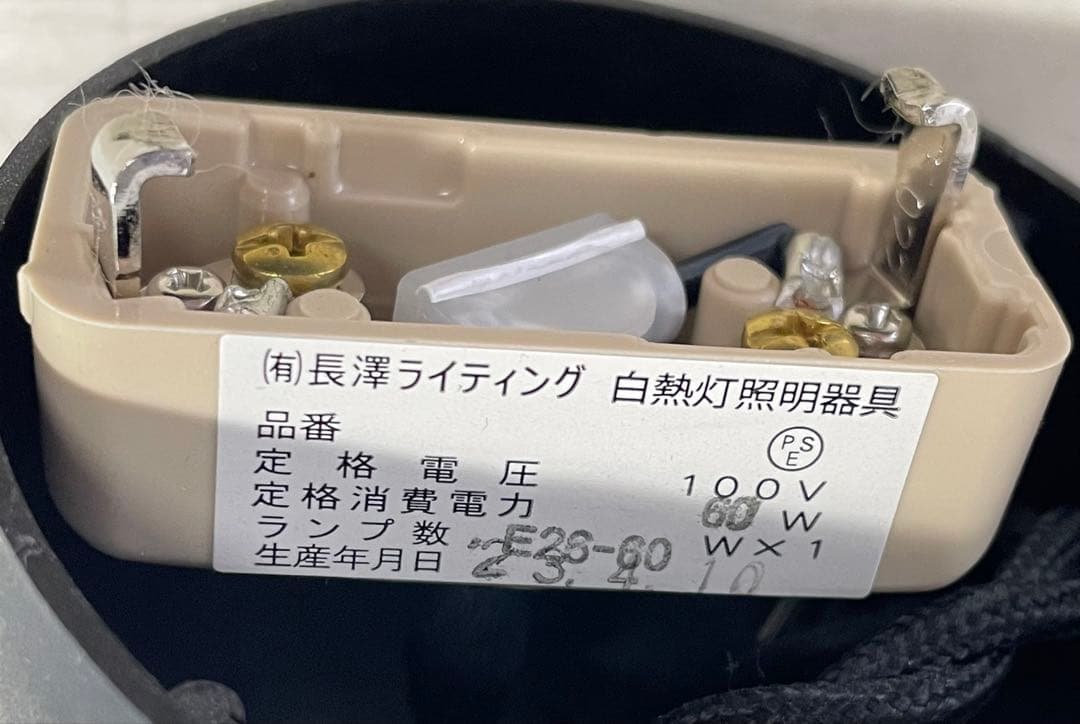 ㈲長澤ライティング 白熱灯照明器具
品番 PSE
定格電圧 100V
定格消費電力 60 W
ランプ数 E26-60 W×1
生産年月日 23.4.10